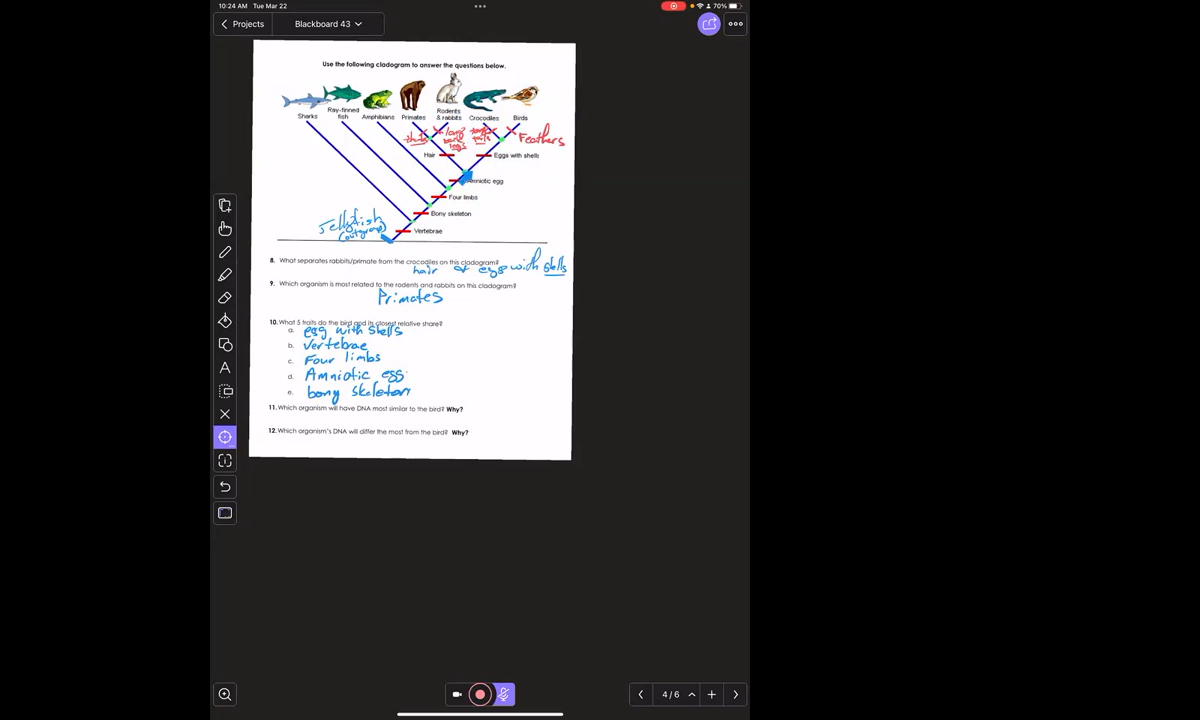 10:24 AM Tue Mar 22
70%
Projects
Blackboard 43
Use the following cladogram to answer the questions below.
Sharks
Ray-finned fish
Amphibians
Primates
Rodents & rabbits
Crocodiles
Birds
long
legs
Feathers
Hair
Eggs with shells
Amniotic egg
Four limbs
Bony skeleton
Jellyfish
(outgroup)
Vertebrae
8. What separates rabbits/primate from the crocodiles on this cladogram?
hair or eggs with shells
9. Which organism is most related to the rodents and rabbits on this cladogram?
Primates
10. What 5 traits do the bird and its closest relative share?
a. egg with shells
b. Vertebrae
c. Four limbs
d. Amniotic egg
e. bony skeleton
11. Which organism will have DNA most similar to the bird? Why?
12. Which organism's DNA will differ the most from the bird? Why?
A
4 / 6